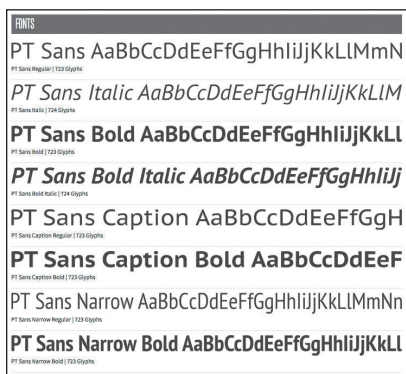 FONTS
PT Sans AaBbCcDdEeFfGgHhIiJjKkLlMmN
PT Sans Regular | 723 Glyphs
PT Sans Italic AaBbCcDdEeFfGgHhIiJjKkLlM
PT Sans Italic | 724 Glyphs
PT Sans Bold AaBbCcDdEeFfGgHhIiJjKkLl
PT Sans Bold | 723 Glyphs
PT Sans Bold Italic AaBbCcDdEeFfGgHhIiJj
PT Sans Bold Italic | 724 Glyphs
PT Sans Caption AaBbCcDdEeFfGgH
PT Sans Caption Regular | 723 Glyphs
PT Sans Caption Bold AaBbCcDdEeF
PT Sans Caption Bold | 723 Glyphs
PT Sans Narrow AaBbCcDdEeFfGgHhIiJjKkLlMmNn
PT Sans Narrow Regular | 723 Glyphs
PT Sans Narrow Bold AaBbCcDdEeFfGgHhIiJjKkLl
PT Sans Narrow Bold | 723 Glyphs